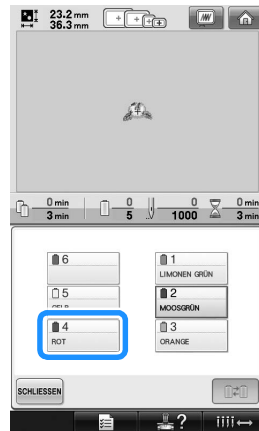 23.2 mm
36.3 mm
0 min
3 min
0
5
0
1000
0 min
3 min
6
1
LIMONEN GRÜN
5
GELB
2
MOOSGRÜN
4
ROT
3
ORANGE
SCHLIESSEN
?